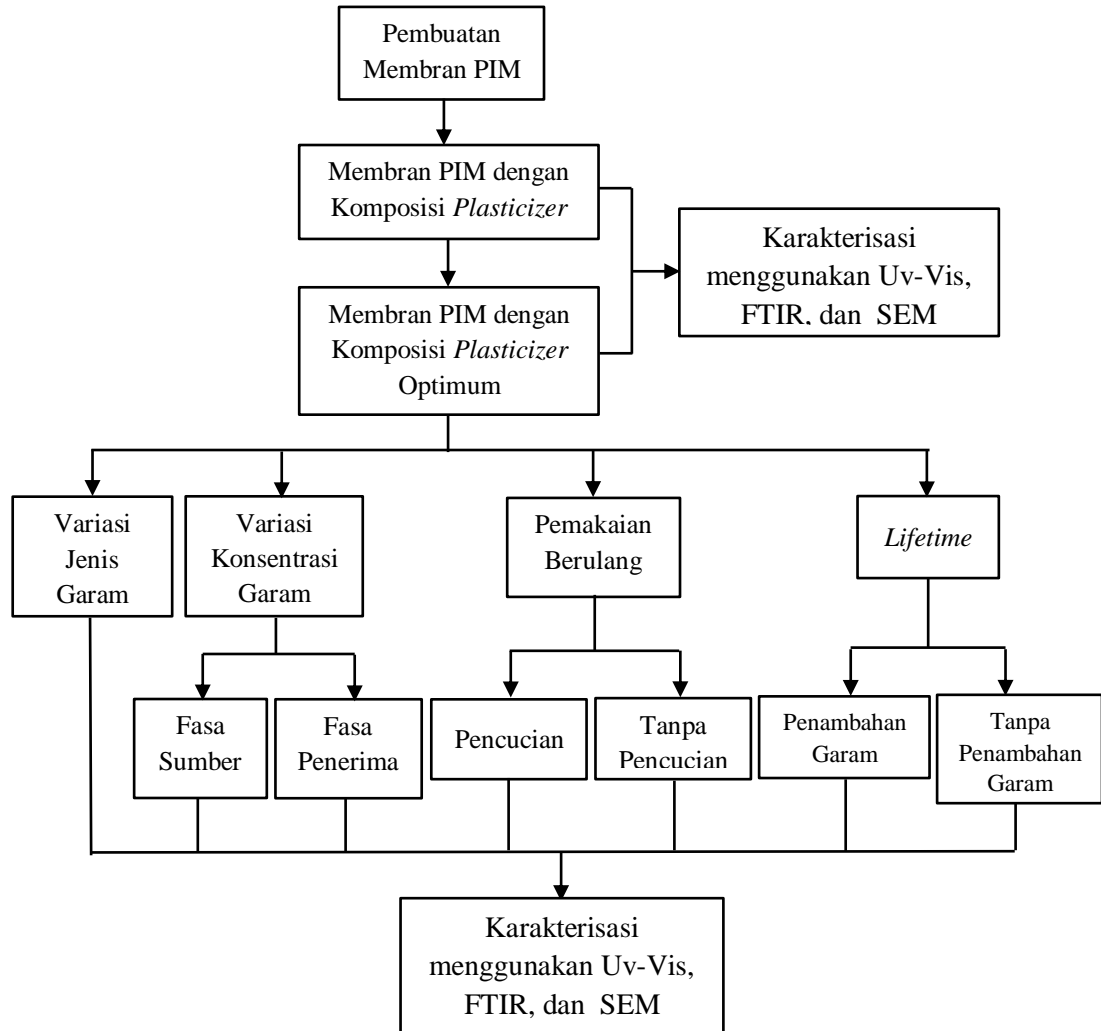 Pembuatan
Membran PIM
Membran PIM dengan
Komposisi Plasticizer
Karakterisasi
menggunakan Uv-Vis,
FTIR, dan SEM
Membran PIM dengan
Komposisi Plasticizer
Optimum
Variasi
Jenis
Garam
Variasi
Konsentrasi
Garam
Pemakaian
Berulang
Lifetime
Fasa
Sumber
Fasa
Penerima
Pencucian
Tanpa
Pencucian
Penambahan
Garam
Tanpa
Penambahan
Garam
Karakterisasi
menggunakan Uv-Vis,
FTIR, dan SEM